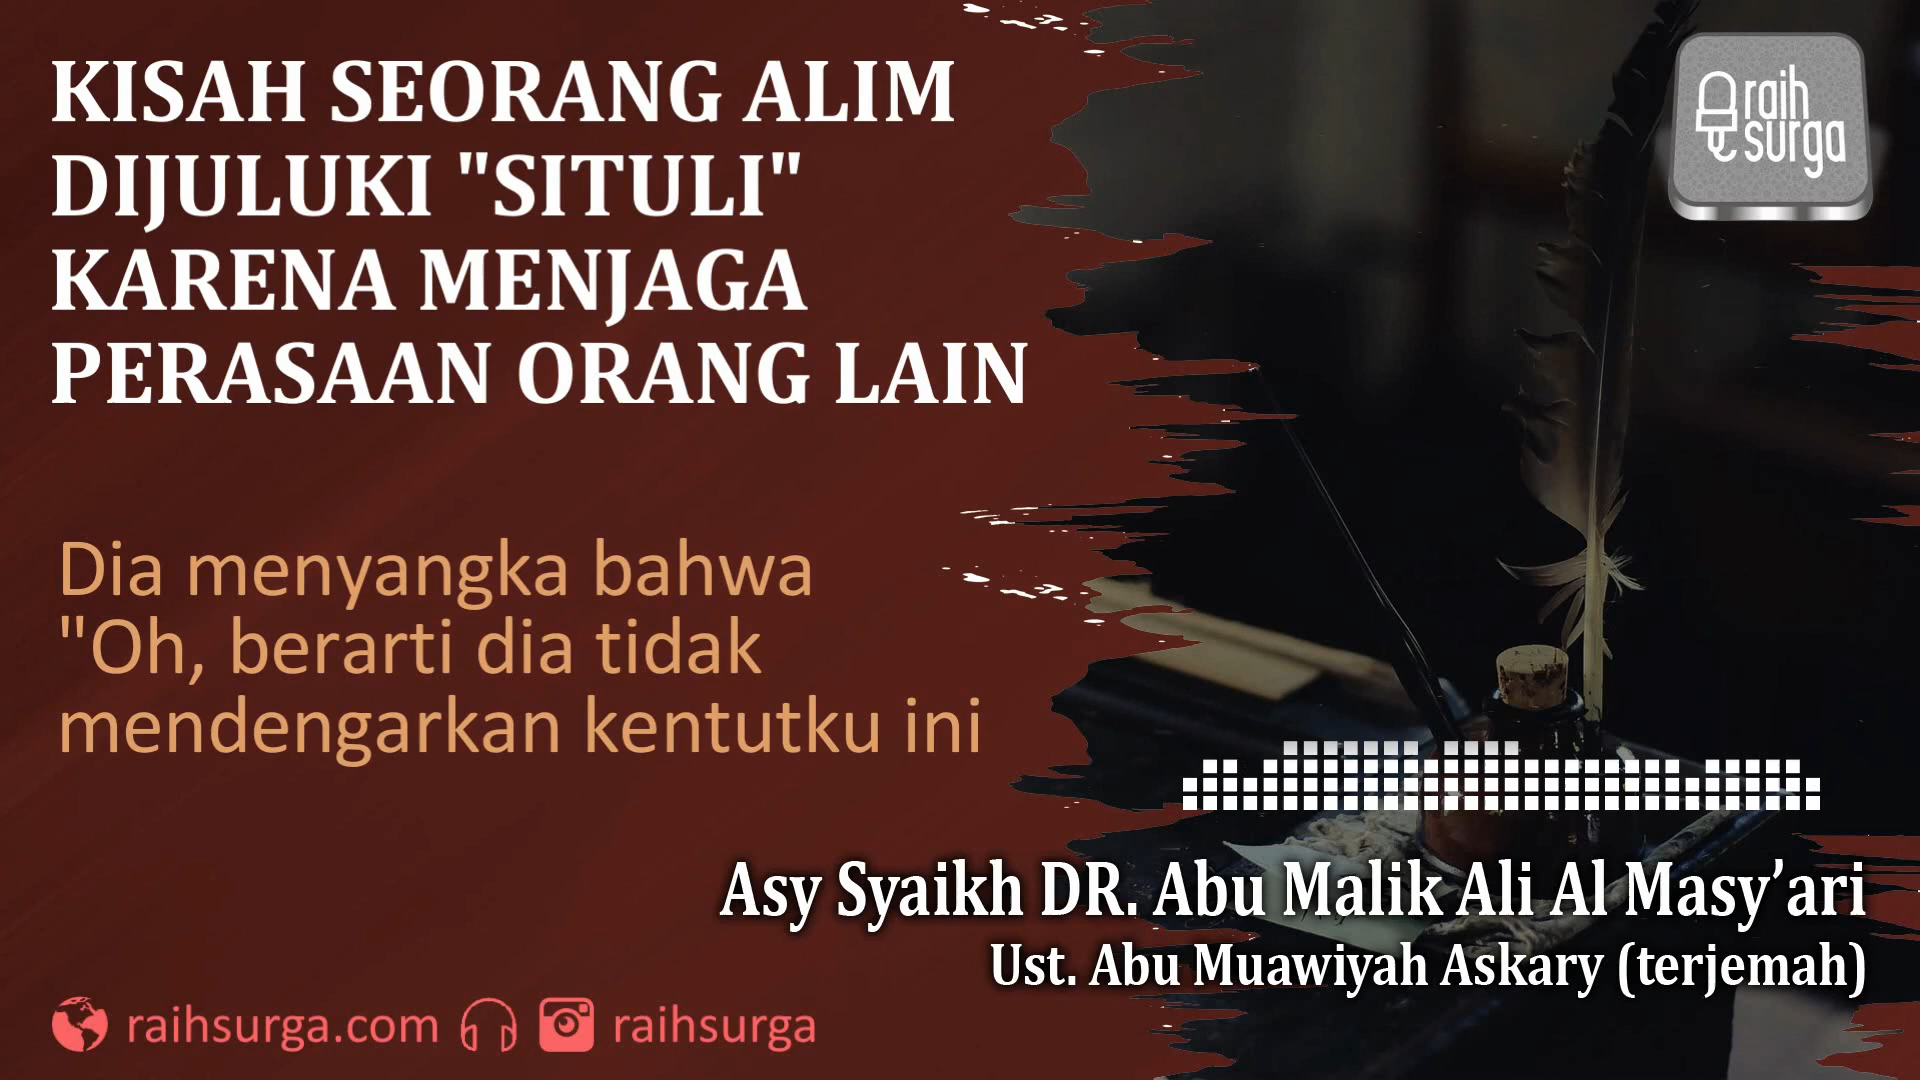 KISAH SEORANG ALIM
DIJULUKI "SITULI"
KARENA MENJAGA
PERASAAN ORANG LAIN
raih
surga
Dia menyangka bahwa
"Oh, berarti dia tidak
mendengarkan kentutku ini
Asy Syaikh DR. Abu Malik Ali Al Masy’ari
Ust. Abu Muawiyah Askary (terjemah)
raihsurga.com raihsurga